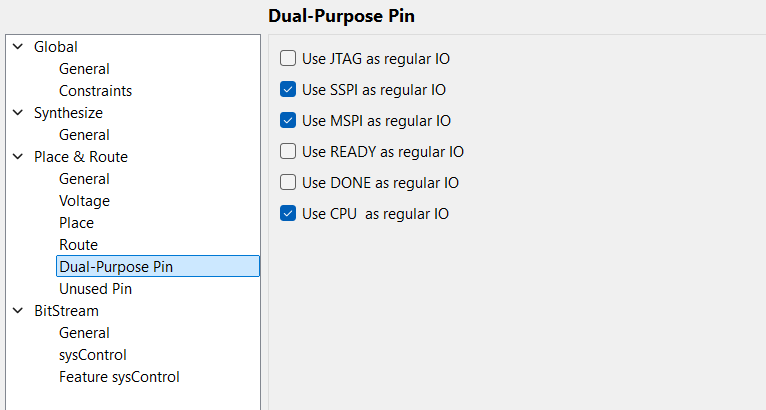 Dual-Purpose Pin
Global
General
Constraints
Synthesize
General
Place & Route
General
Voltage
Place
Route
Dual-Purpose Pin
Unused Pin
BitStream
General
sysControl
Feature sysControl
Use JTAG as regular IO
Use SSPI as regular IO
Use MSPI as regular IO
Use READY as regular IO
Use DONE as regular IO
Use CPU  as regular IO